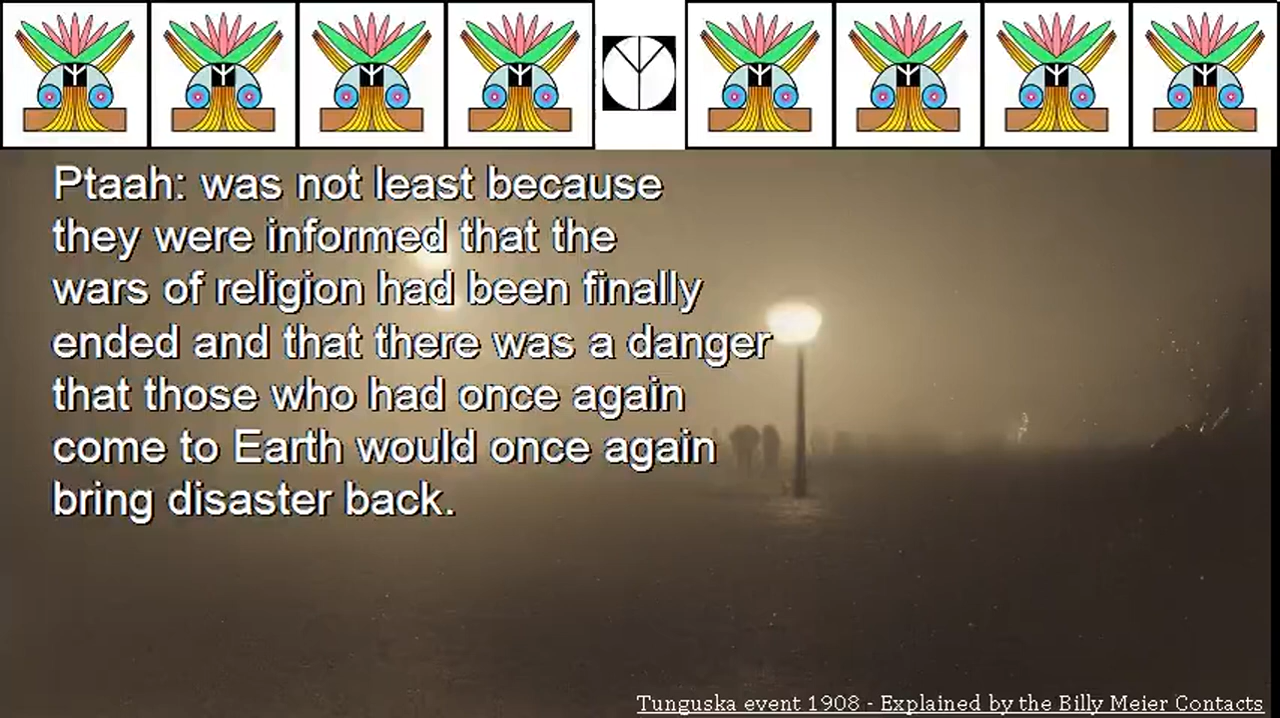 Ptaah: was not least because
they were informed that the
wars of religion had been finally
ended and that there was a danger
that those who had once again
come to Earth would once again
bring disaster back.
Tunguska event 1908 - Explained by the Billy Meier Contacts